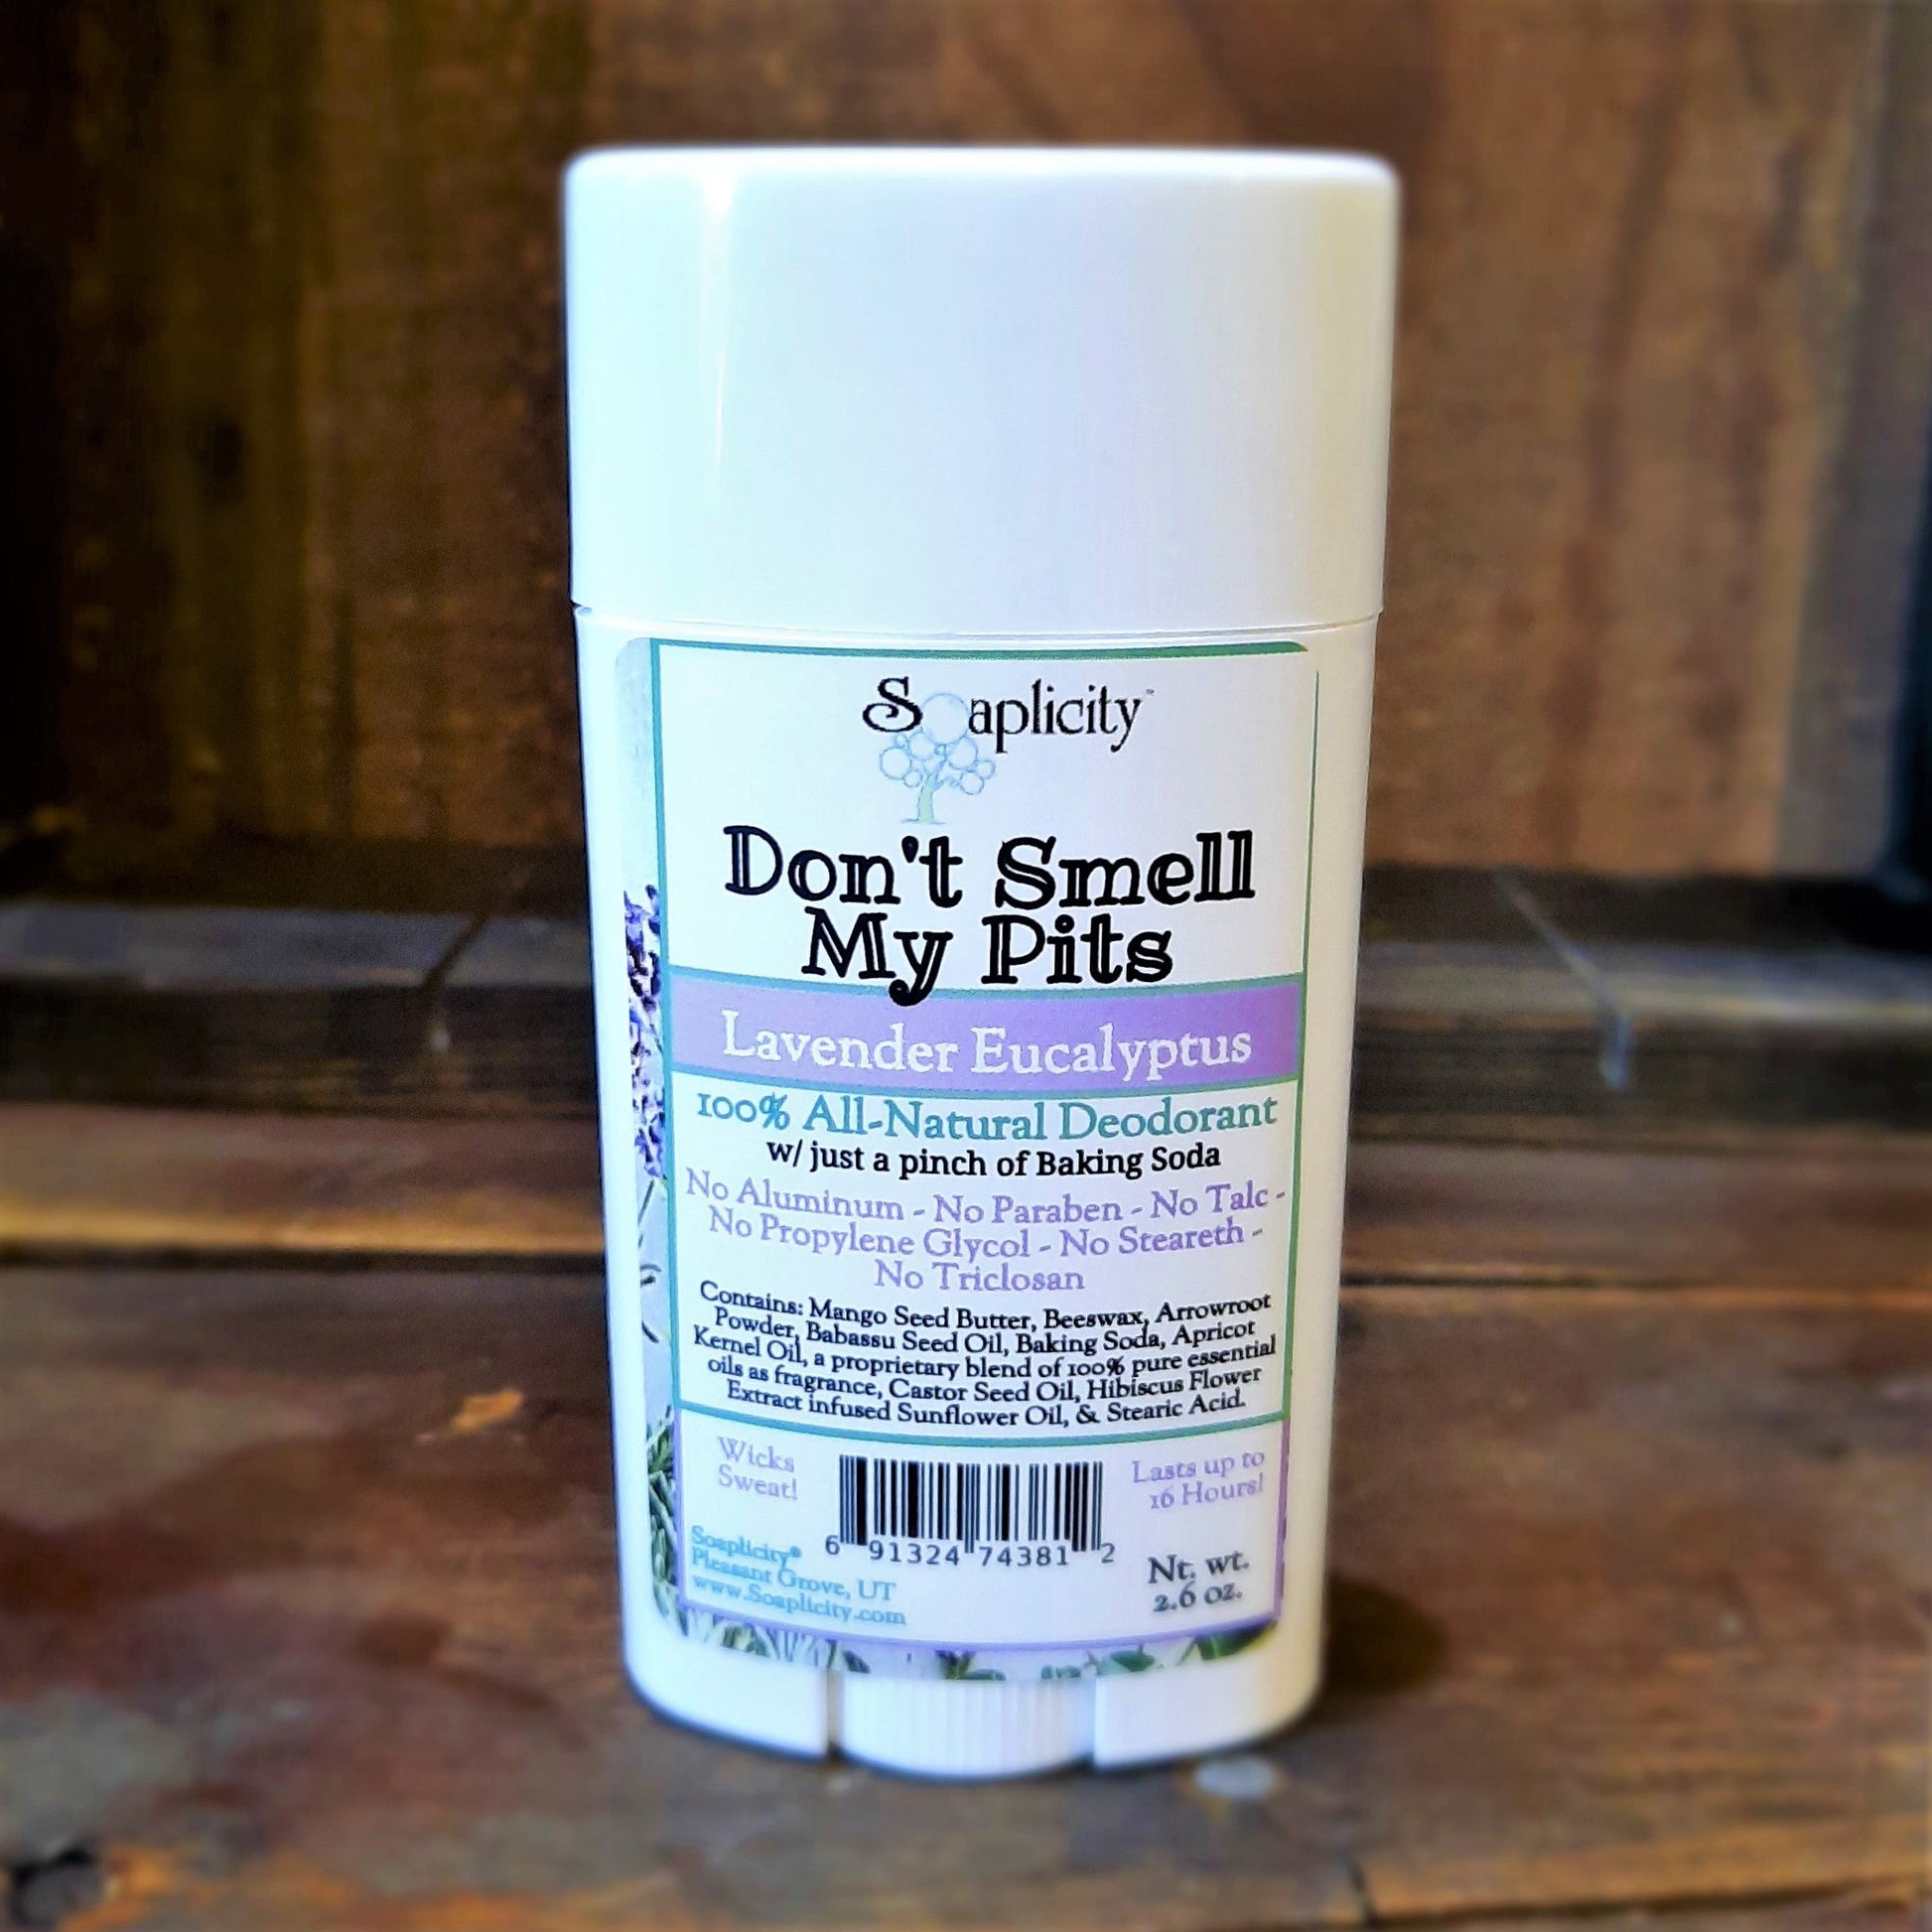 Soaplicity™
Don't Smell
My Pits
Lavender Eucalyptus
100% All-Natural Deodorant
w/ just a pinch of Baking Soda
No Aluminum - No Paraben - No Talc -
No Propylene Glycol - No Steareth -
No Triclosan
Contains: Mango Seed Butter, Beeswax, Arrowroot
Powder, Babassu Seed Oil, Baking Soda, Apricot
Kernel Oil, a proprietary blend of 100% pure essential
oils as fragrance, Castor Seed Oil, Hibiscus Flower
Extract infused Sunflower Oil, & Stearic Acid.
Wicks
Sweat!
6 91324 74381 2
Lasts up to
16 Hours!
Soaplicity®
Pleasant Grove, UT
www.Soaplicity.com
Nt. wt.
2.6 oz.